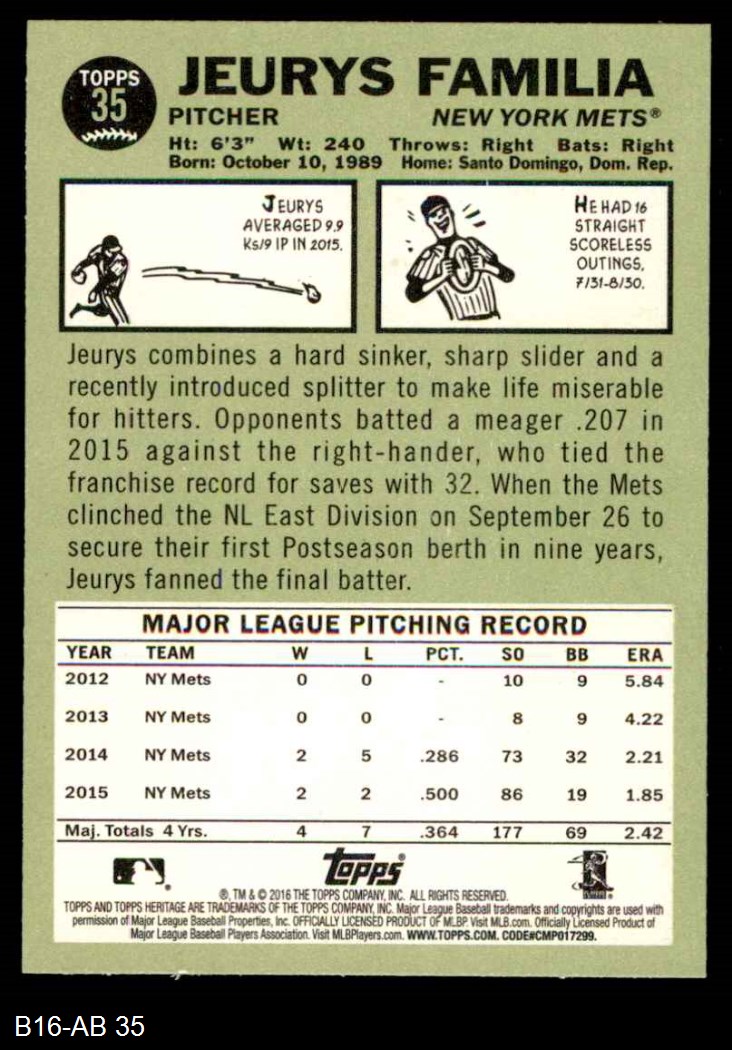 TOPPS
35
JEURYS FAMILIA
PITCHER NEW YORK METS®
Ht: 6'3" Wt: 240 Throws: Right Bats: Right
Born: October 10, 1989 Home: Santo Domingo, Dom. Rep.
JEURYS
AVERAGED 9.9
Ks/9 IP IN 2015.
HE HAD 16
STRAIGHT
SCORELESS
OUTINGS,
7/31-8/30.
Jeurys combines a hard sinker, sharp slider and a
recently introduced splitter to make life miserable
for hitters. Opponents batted a meager .207 in
2015 against the right-hander, who tied the
franchise record for saves with 32. When the Mets
clinched the NL East Division on September 26 to
secure their first Postseason berth in nine years,
Jeurys fanned the final batter.
MAJOR LEAGUE PITCHING RECORD
YEAR TEAM W L PCT. SO BB ERA
2012 NY Mets 0 0 - 10 9 5.84
2013 NY Mets 0 0 - 8 9 4.22
2014 NY Mets 2 5 .286 73 32 2.21
2015 NY Mets 2 2 .500 86 19 1.85
Maj. Totals 4 Yrs. 4 7 .364 177 69 2.42
Topps®
®, TM & © 2016 THE TOPPS COMPANY, INC. ALL RIGHTS RESERVED.
TOPPS AND TOPPS HERITAGE ARE TRADEMARKS OF THE TOPPS COMPANY, INC. Major League Baseball trademarks and copyrights are used with
permission of Major League Baseball Properties, Inc. OFFICIALLY LICENSED PRODUCT OF MLBP. Visit MLB.com. Officially Licensed Product of
Major League Baseball Players Association. Visit MLBPlayers.com. WWW.TOPPS.COM. CODE#CMP017299.
B16-AB 35